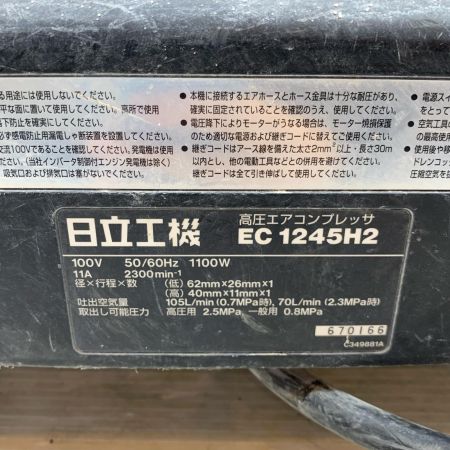 る用途には使用しないでください。
平な面に置いて使用してください。高所で使用
落下防止を確実に
必ず感電防止用漏電しゃ断装置を設置してください。
交流100Vであることを確認してください。発電機は使用
ください。(当社インバータ制御付エンジン発電機は除く)
吸気口および排気口は塞がないでください。
● 本機に接続するエアホースとホース金具は十分な耐圧があり、
確実に固定されていることを確認のうえ、使用してください。
● 電圧降下によりモーターがうなる場合は、モーター焼損保護
のため適切な電源および継ぎコードに替えてご使用ください。
● 継ぎコードはアース線を備えた太さ2mm²以上・長さ30m
以内とし、他の電動工具などとの併用を避けてください。
● 継ぎコードは全て引き伸ばして使用してください。
● 電源スイ
してくださ
● 空気工具の
の最高使用
● 使用後や移
ドレンコッ
圧縮空気を抜
日立工機
高圧エアコンプレッサ
EC 1245H2
100V 50/60Hz 1100W
11A 2300min⁻¹
径×行程×数 (低) 62mm×26mm×1
(高) 40mm×11mm×1
吐出空気量 105L/min (0.7MPa時), 70L/min (2.3MPa時)
取出し可能圧力 高圧用 2.5MPa, 一般用 0.8MPa
670166
C349881A